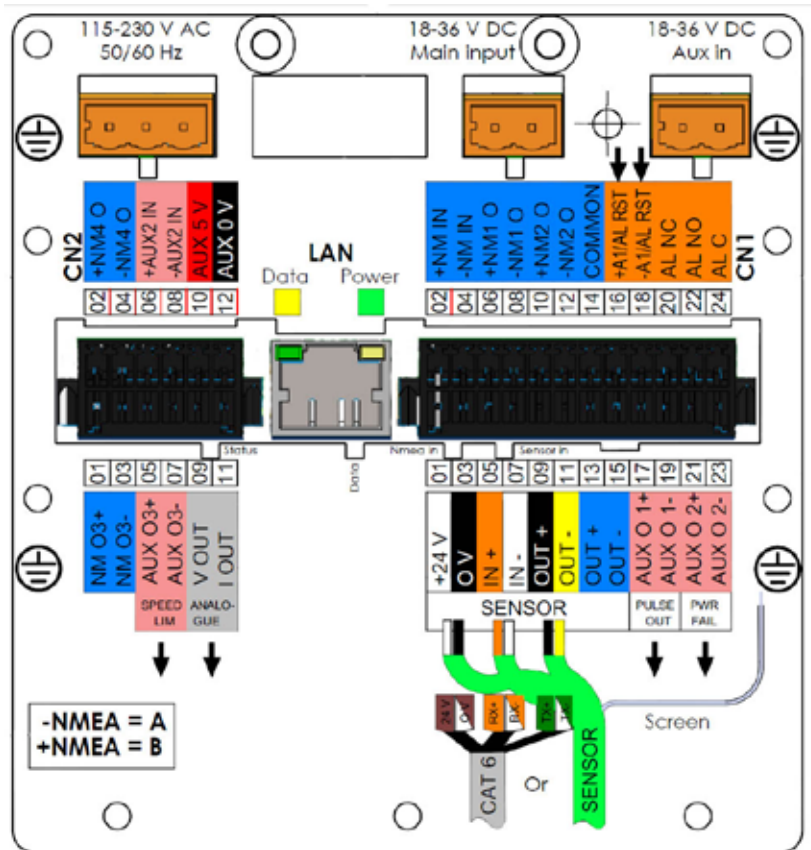 115-230 V AC
50/60 Hz
18-36 V DC
Main input
18-36 V DC
Aux in
CN2
+NM4 O
-NM4 O
+AUX2 IN
-AUX2 IN
AUX 5 V
AUX 0 V
LAN
Data
Power
+NM IN
-NM IN
+NM1 O
-NM1 O
+NM2 O
-NM2 O
COMMON
+A1/AL RST
-A1/AL RST
AL NC
AL NO
AL C
CN1
02
04
06
08
10
12
02
04
06
08
10
12
14
16
18
20
22
24
Status
Data
Nmea in
Sensor in
01
03
05
07
09
11
01
03
05
07
09
11
13
15
17
19
21
23
NM O3+
NM O3-
AUX O3+
AUX O3-
V OUT
I OUT
SPEED
LIM
ANALO-
GUE
+24 V
O V
IN +
IN -
OUT +
OUT -
OUT +
OUT -
AUX O 1+
AUX O 1-
AUX O 2+
AUX O 2-
SENSOR
PULSE
OUT
PWR
FAIL
-NMEA = A
+NMEA = B
24 V
O V
RX+
RX-
TX+
Screen
CAT 6
Or
SENSOR